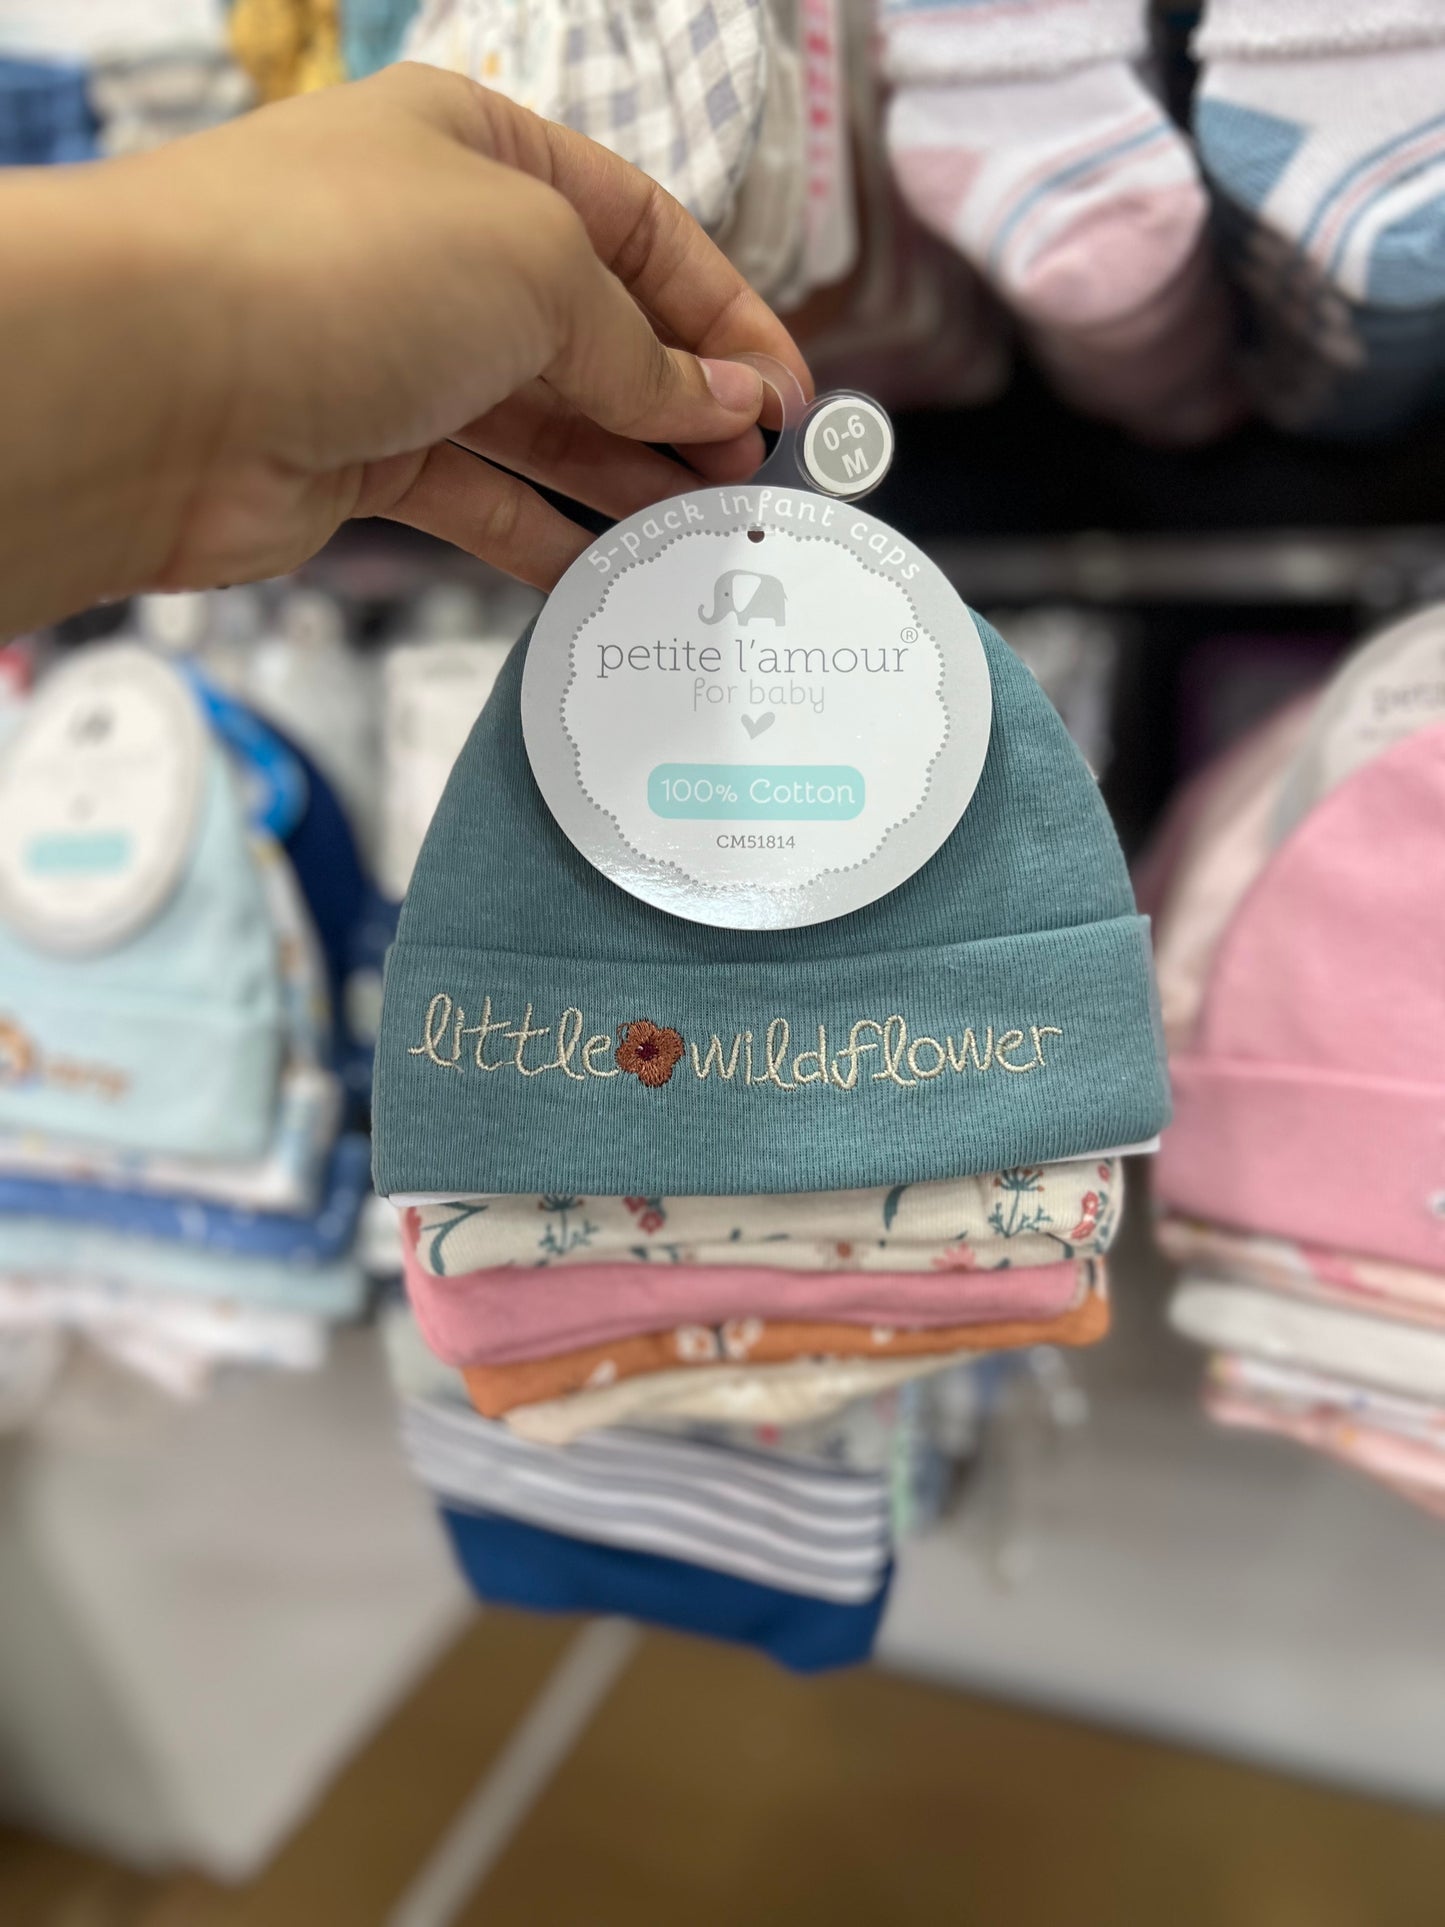 0-6
M
5-pack infant caps
petite l'amour®
for baby
100% Cotton
CM51814
little wildflower